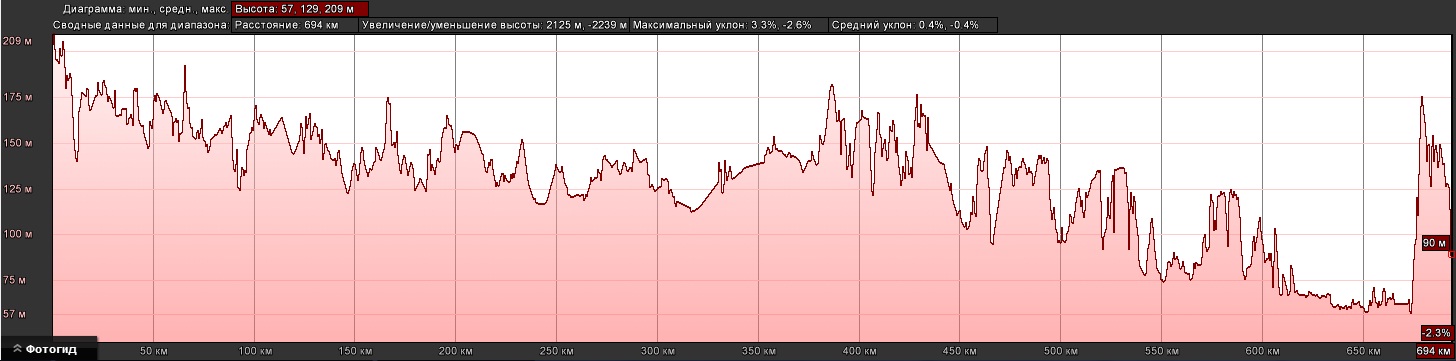 Диаграмма: мин., средн., макс. Высота: 57, 129, 209 м
Сводные данные для диапазона: Расстояние: 694 км Увеличение/уменьшение высоты: 2125 м, -2239 м Максимальный уклон: 3.3%, -2.6% Средний уклон: 0.4%, -0.4%
209 м
175 м
150 м
125 м
100 м
90 м
75 м
57 м
-2.3%
50 км 100 км 150 км 200 км 250 км 300 км 350 км 400 км 450 км 500 км 550 км 600 км 650 км 694 км
Фотогид